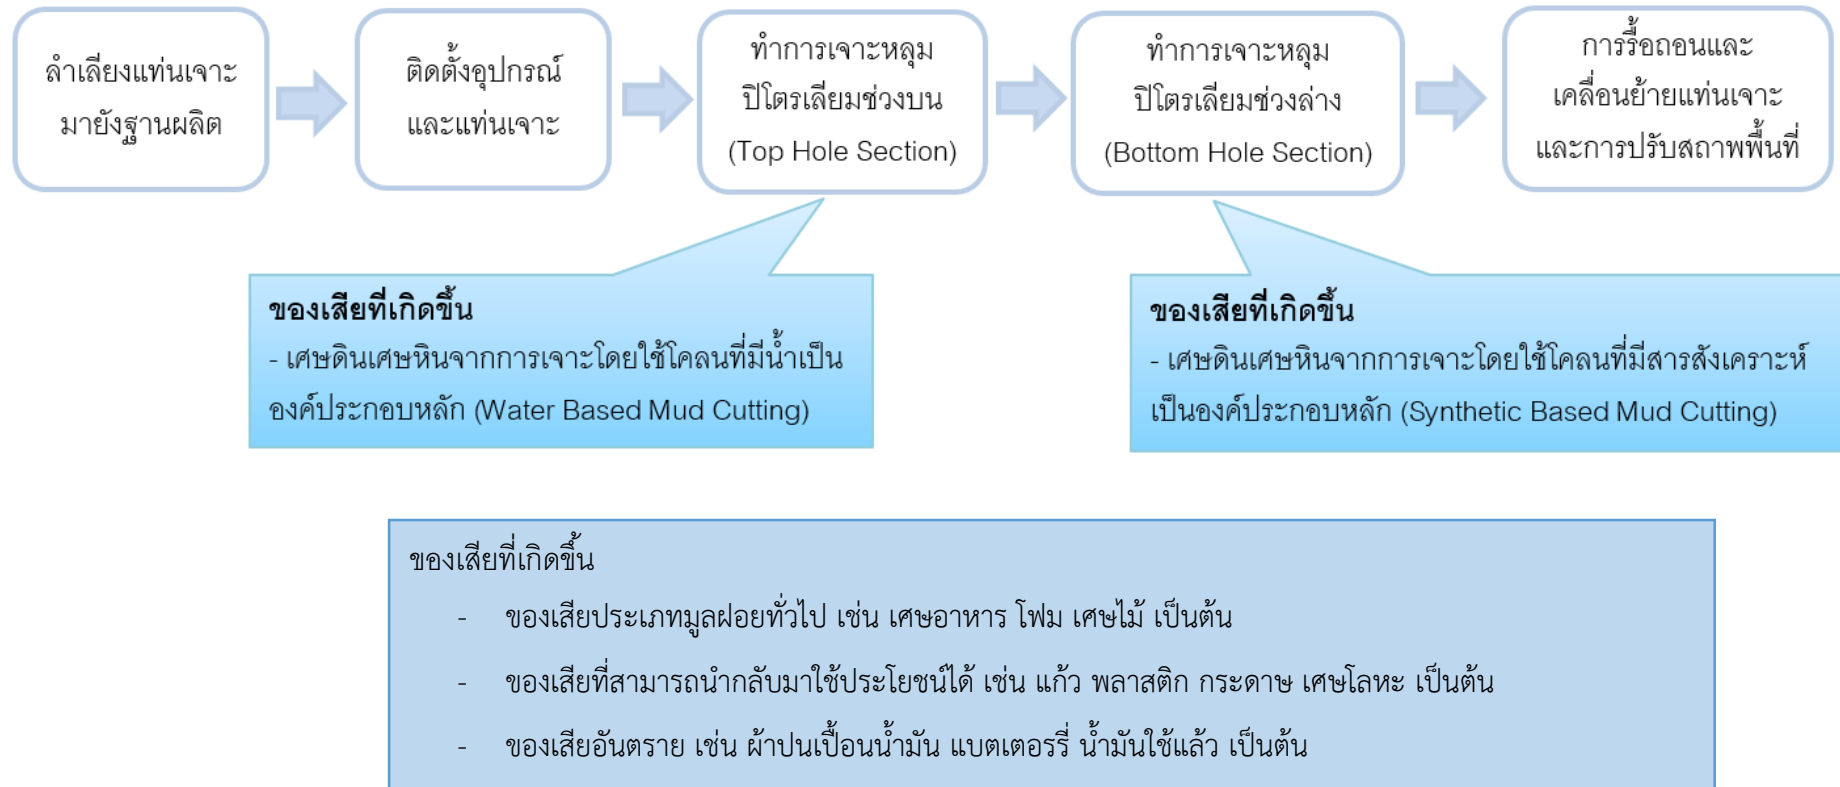 ลำเลียงแท่นเจาะ
มายังฐานผลิต
ติดตั้งอุปกรณ์
และแท่นเจาะ
ทำการเจาะหลุม
ปิโตรเลียมช่วงบน
(Top Hole Section)
ทำการเจาะหลุม
ปิโตรเลียมช่วงล่าง
(Bottom Hole Section)
การรื้อถอนและ
เคลื่อนย้ายแท่นเจาะ
และการปรับสถาพพื้นที่
ของเสียที่เกิดขึ้น
- เศษดินเศษหินจากการเจาะโดยใช้โคลนที่มีน้ำเป็น
องค์ประกอบหลัก (Water Based Mud Cutting)
ของเสียที่เกิดขึ้น
- เศษดินเศษหินจากการเจาะโดยใช้โคลนที่มีสารสังเคราะห์
เป็นองค์ประกอบหลัก (Synthetic Based Mud Cutting)
ของเสียที่เกิดขึ้น
- ของเสียประเภทมูลฝอยทั่วไป เช่น เศษอาหาร โฟม เศษไม้ เป็นต้น
- ของเสียที่สามารถนำกลับมาใช้ประโยชน์ได้ เช่น แก้ว พลาสติก กระดาษ เศษโลหะ เป็นต้น
- ของเสียอันตราย เช่น ผ้าปนเปื้อนน้ำมัน แบตเตอรรี่ น้ำมันใช้แล้ว เป็นต้น